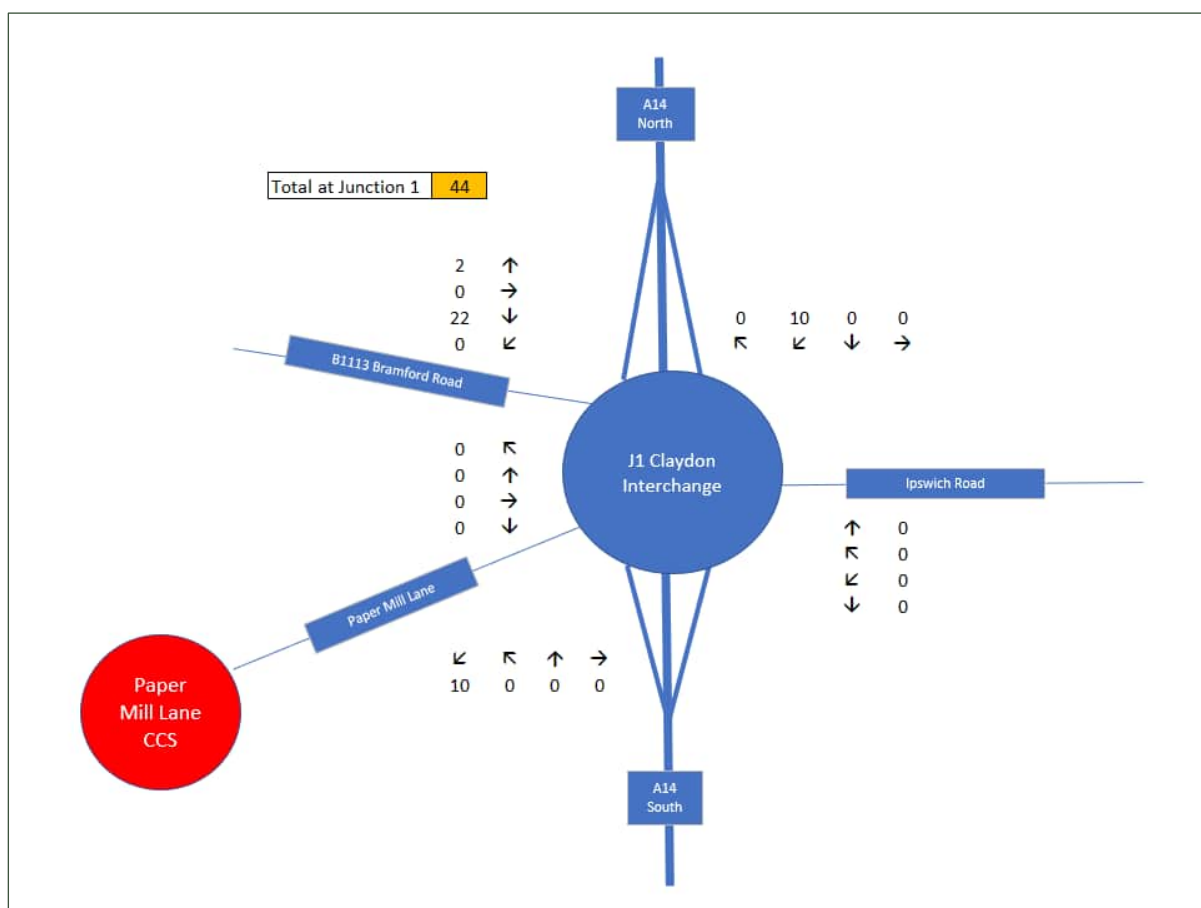 A14
North
Total at Junction 1 44
2 ↑
0 →
22 ↓
0 ↙
0 10 0 0
↖ ↙ ↓ →
B1113 Bramford Road
J1 Claydon
Interchange
0 ↖
0 ↑
0 →
0 ↓
Ipswich Road
↑ 0
↖ 0
↙ 0
↓ 0
Paper Mill Lane
↙ ↖ ↑ →
10 0 0 0
Paper
Mill Lane
CCS
A14
South